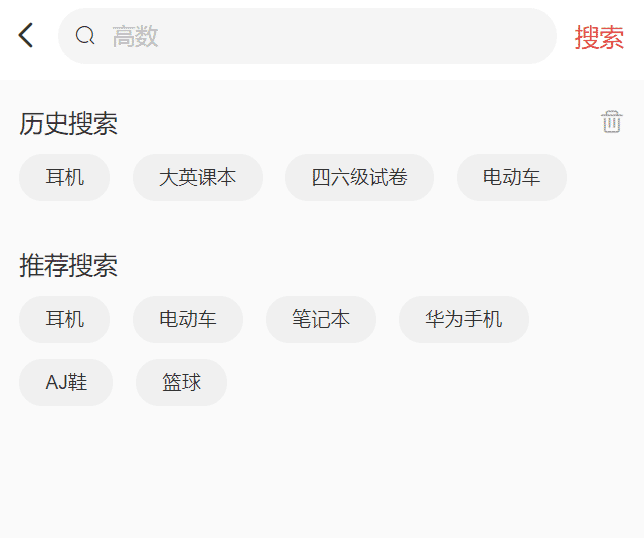 高数 搜索
历史搜索
耳机 大英课本 四六级试卷 电动车
推荐搜索
耳机 电动车 笔记本 华为手机
AJ鞋 篮球